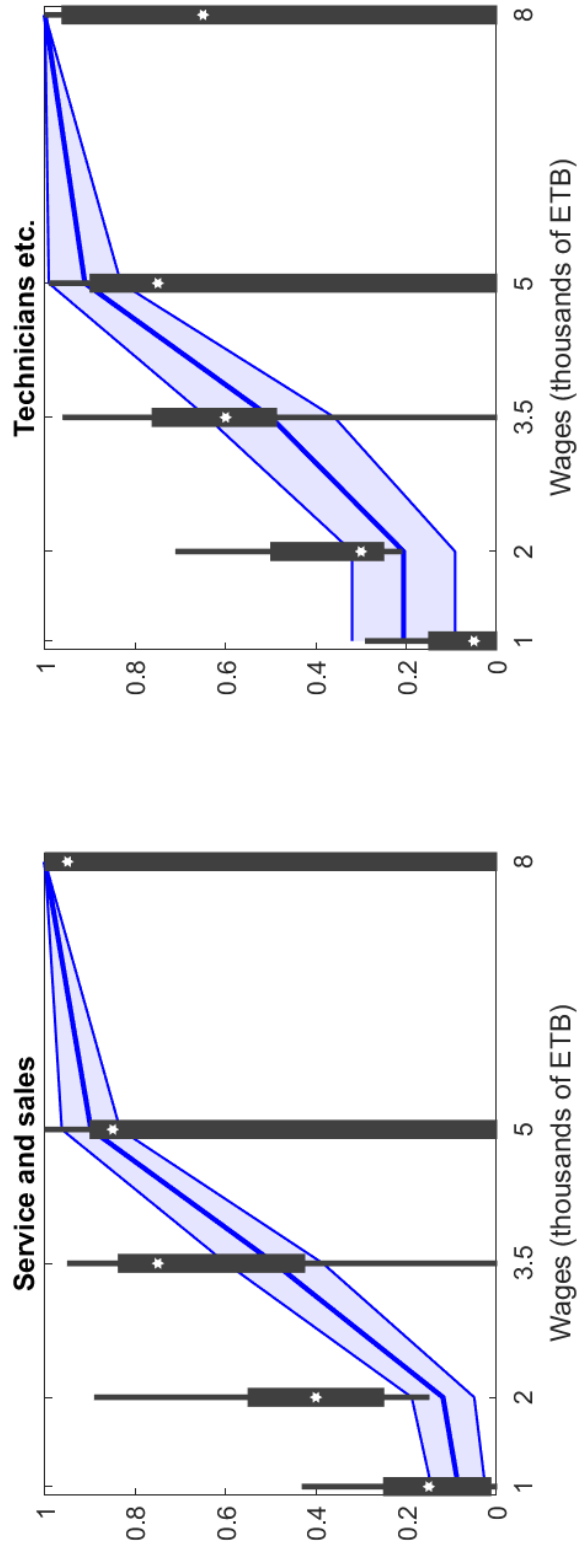 Service and sales
1
0.8
0.6
0.4
0.2
0
1 2 3.5 5 8
Wages (thousands of ETB)
Technicians etc.
1
0.8
0.6
0.4
0.2
0
1 2 3.5 5 8
Wages (thousands of ETB)